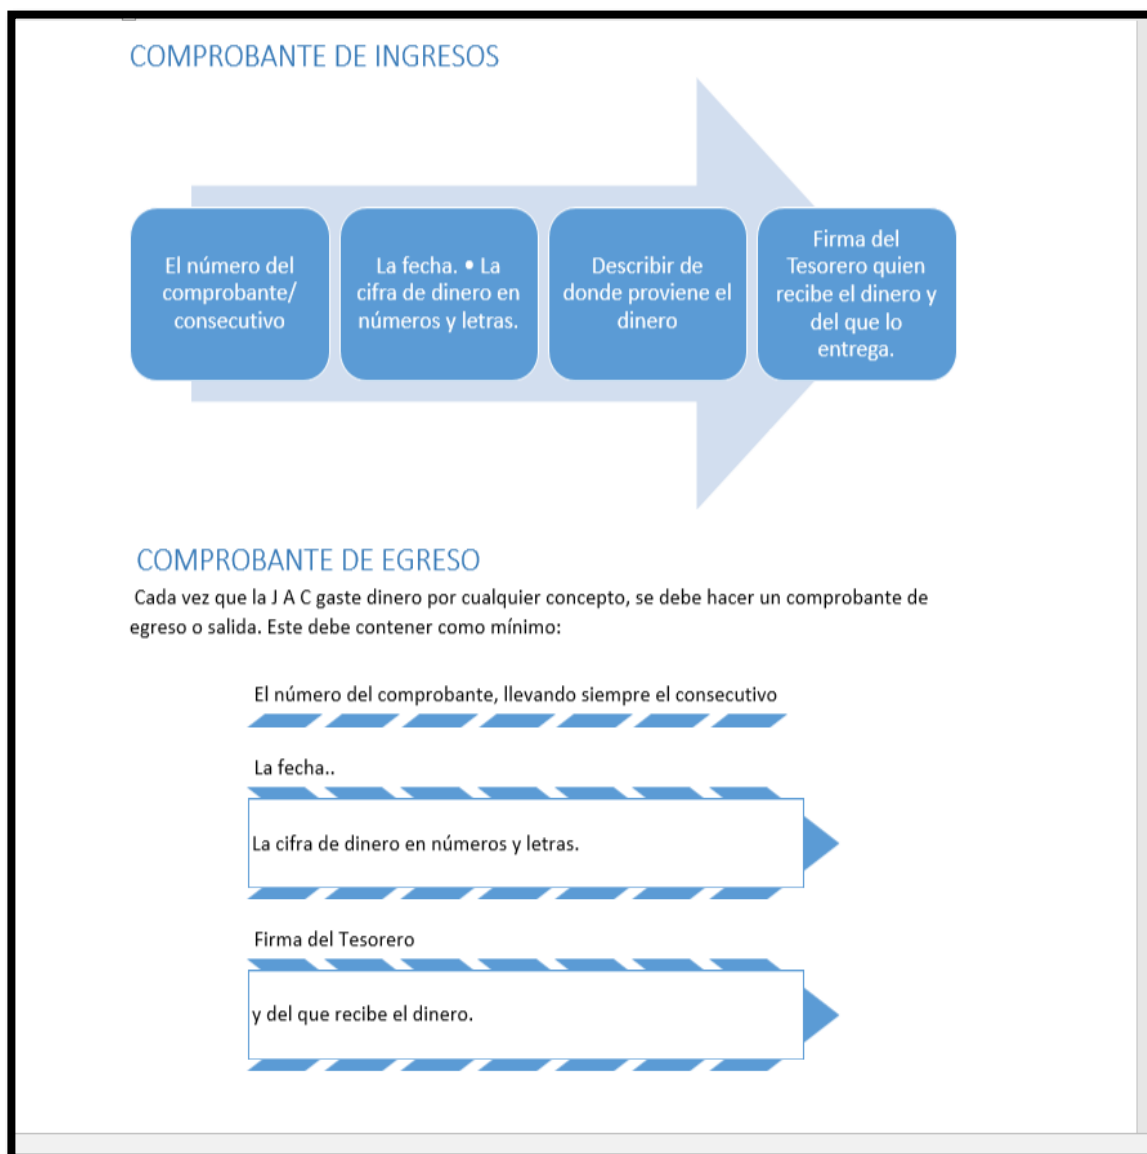 COMPROBANTE DE INGRESOS
El número del
comprobante/
consecutivo
La fecha. • La
cifra de dinero en
números y letras.
Describir de
donde proviene el
dinero
Firma del
Tesorero quien
recibe el dinero y
del que lo
entrega.
COMPROBANTE DE EGRESO
Cada vez que la J A C gaste dinero por cualquier concepto, se debe hacer un comprobante de
egreso o salida. Este debe contener como mínimo:
El número del comprobante, llevando siempre el consecutivo
La fecha..
La cifra de dinero en números y letras.
Firma del Tesorero
y del que recibe el dinero.